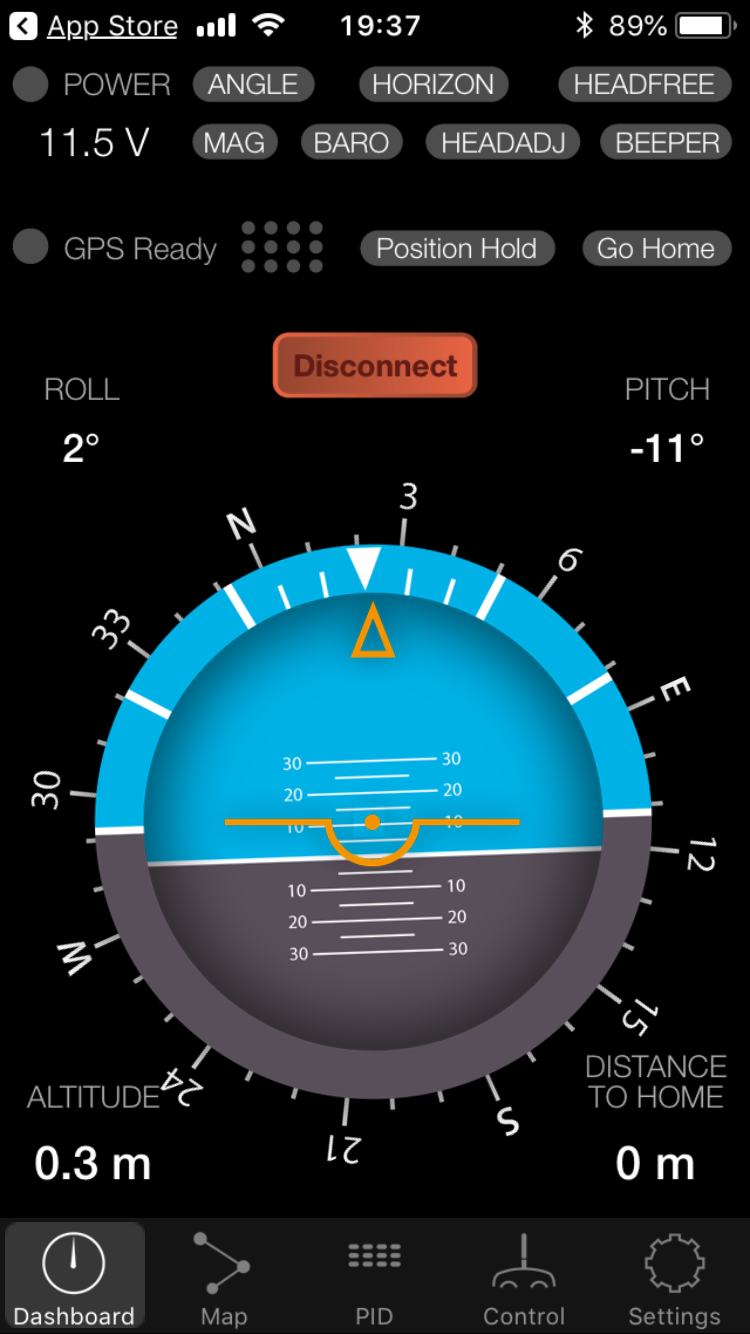 App Store 19:37 89%
POWER ANGLE HORIZON HEADFREE
11.5 V MAG BARO HEADADJ BEEPER
GPS Ready Position Hold Go Home
Disconnect
ROLL PITCH
2° -11°
N 3 6
33 E
30 12
W 15
24 S
21
30 30
20 20
10 10
10 10
20 20
30 30
ALTITUDE DISTANCE
TO HOME
0.3 m 0 m
Dashboard Map PID Control Settings